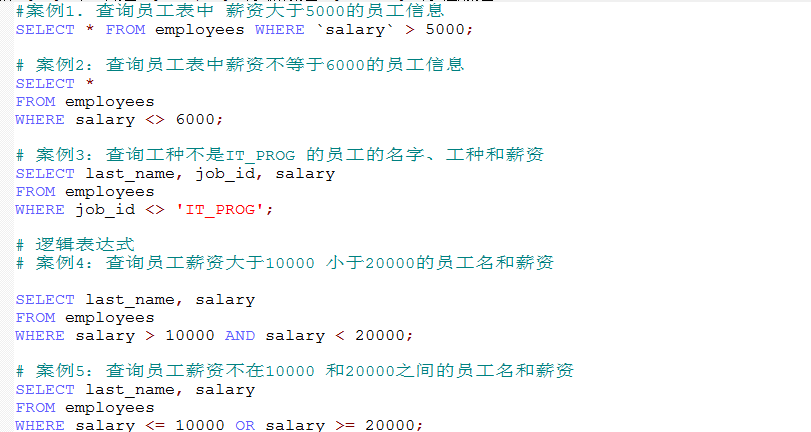 #案例1. 查询员工表中 薪资大于5000的员工信息
SELECT * FROM employees WHERE `salary` > 5000;
# 案例2: 查询员工表中薪资不等于6000的员工信息
SELECT *
FROM employees
WHERE salary <> 6000;
# 案例3: 查询工种不是IT_PROG 的员工的名字、工种和薪资
SELECT last_name, job_id, salary
FROM employees
WHERE job_id <> 'IT_PROG';
# 逻辑表达式
# 案例4: 查询员工薪资大于10000 小于20000的员工名和薪资
SELECT last_name, salary
FROM employees
WHERE salary > 10000 AND salary < 20000;
# 案例5: 查询员工薪资不在10000 和20000之间的员工名和薪资
SELECT last_name, salary
FROM employees
WHERE salary <= 10000 OR salary >= 20000;